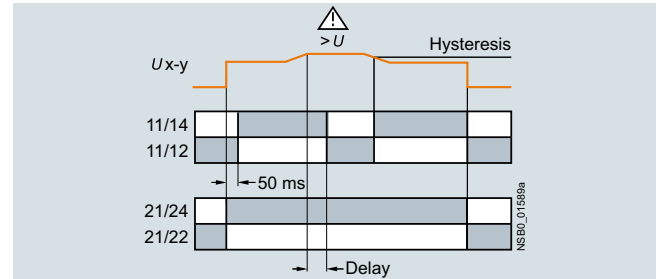 > U
Hysteresis
U x-y
11/14
11/12
50 ms
21/24
21/22
Delay
NSB0_01589a